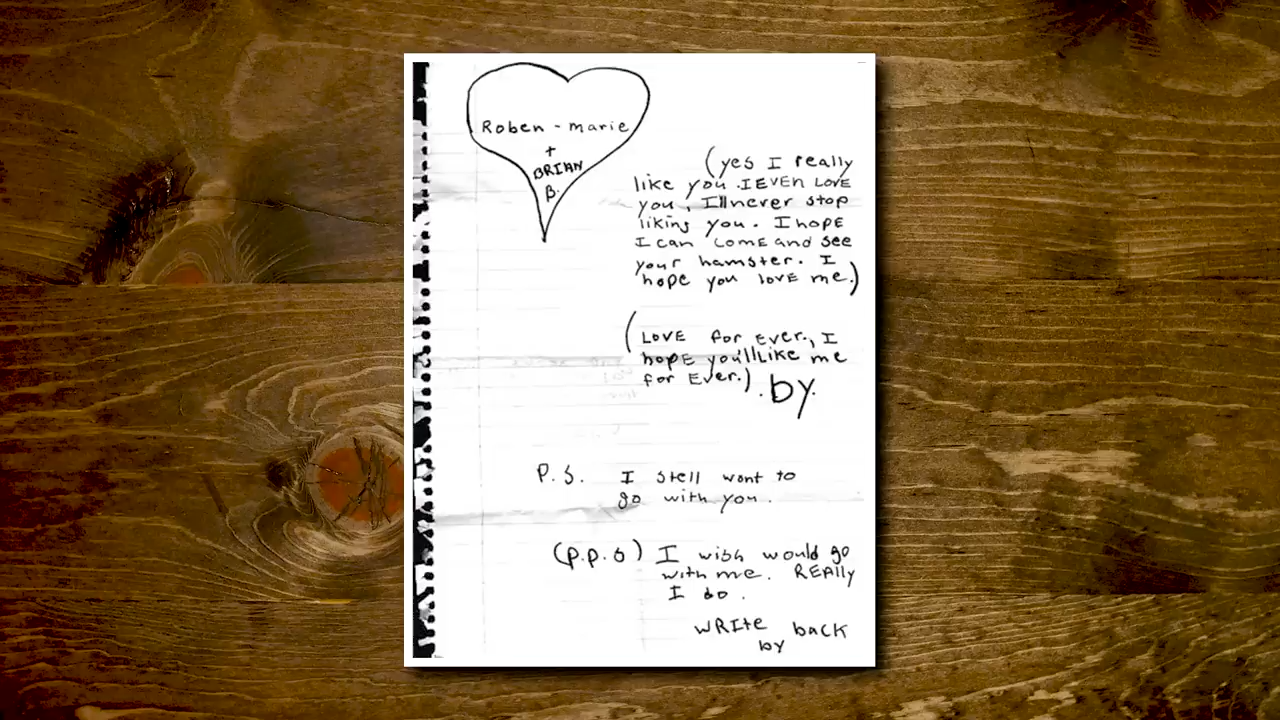 Roben - marie
+
BRIAN
B.
(yes I really
like you. I EVEN LOVE
you, I'll never stop
liking you. I hopE
I can comE and see
your hamster. I
hope you lovE me.)
(LovE for Ever., I
hopE you'll Like me
for Ever.) .by.
P. S. I stell wont to
go with you.
(P.P.S) I wish would go
with me. REAlly
I do.
WRIte back
by